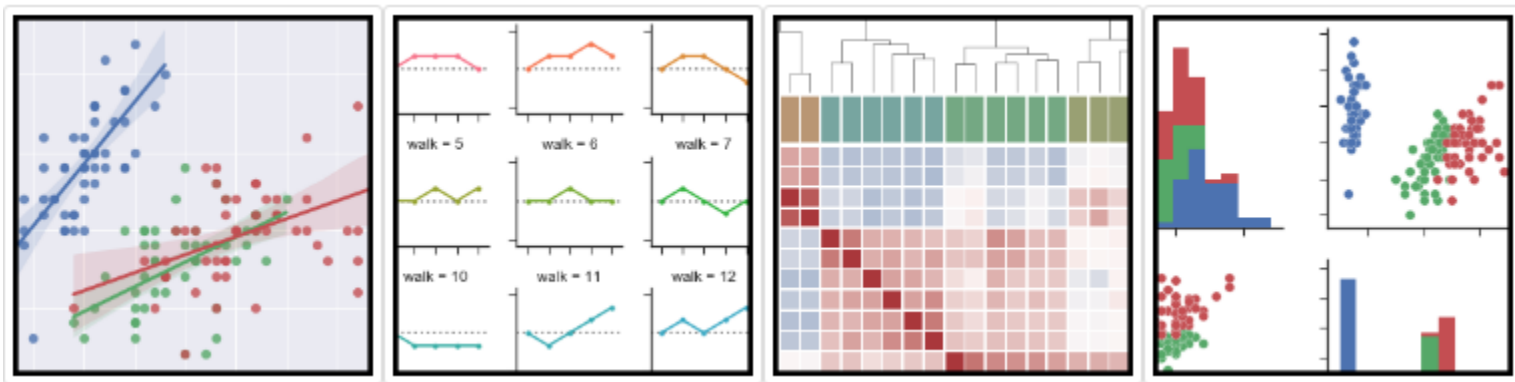 walk = 5 walk = 6 walk = 7
walk = 10 walk = 11 walk = 12